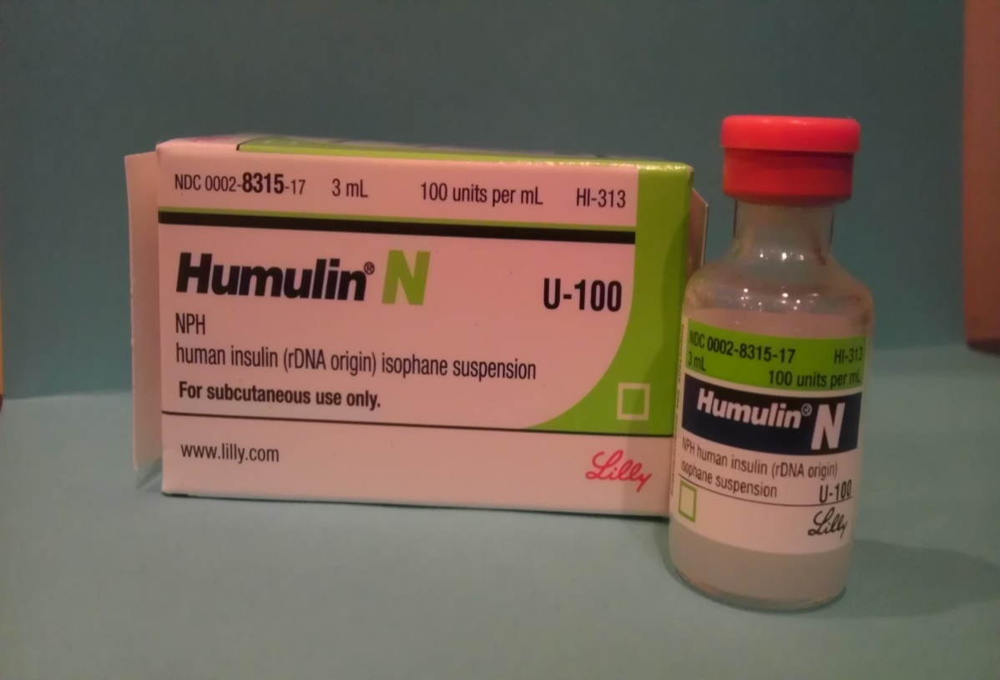 NDC 0002-8315-17 3 mL 100 units per mL HI-313
Humulin® N
U-100
NPH
human insulin (rDNA origin) isophane suspension
For subcutaneous use only.
www.lilly.com
Lilly
NDC 0002-8315-17 HI-313
3 mL 100 units per mL
Humulin® N
NPH human insulin (rDNA origin)
isophane suspension
U-100
Lilly